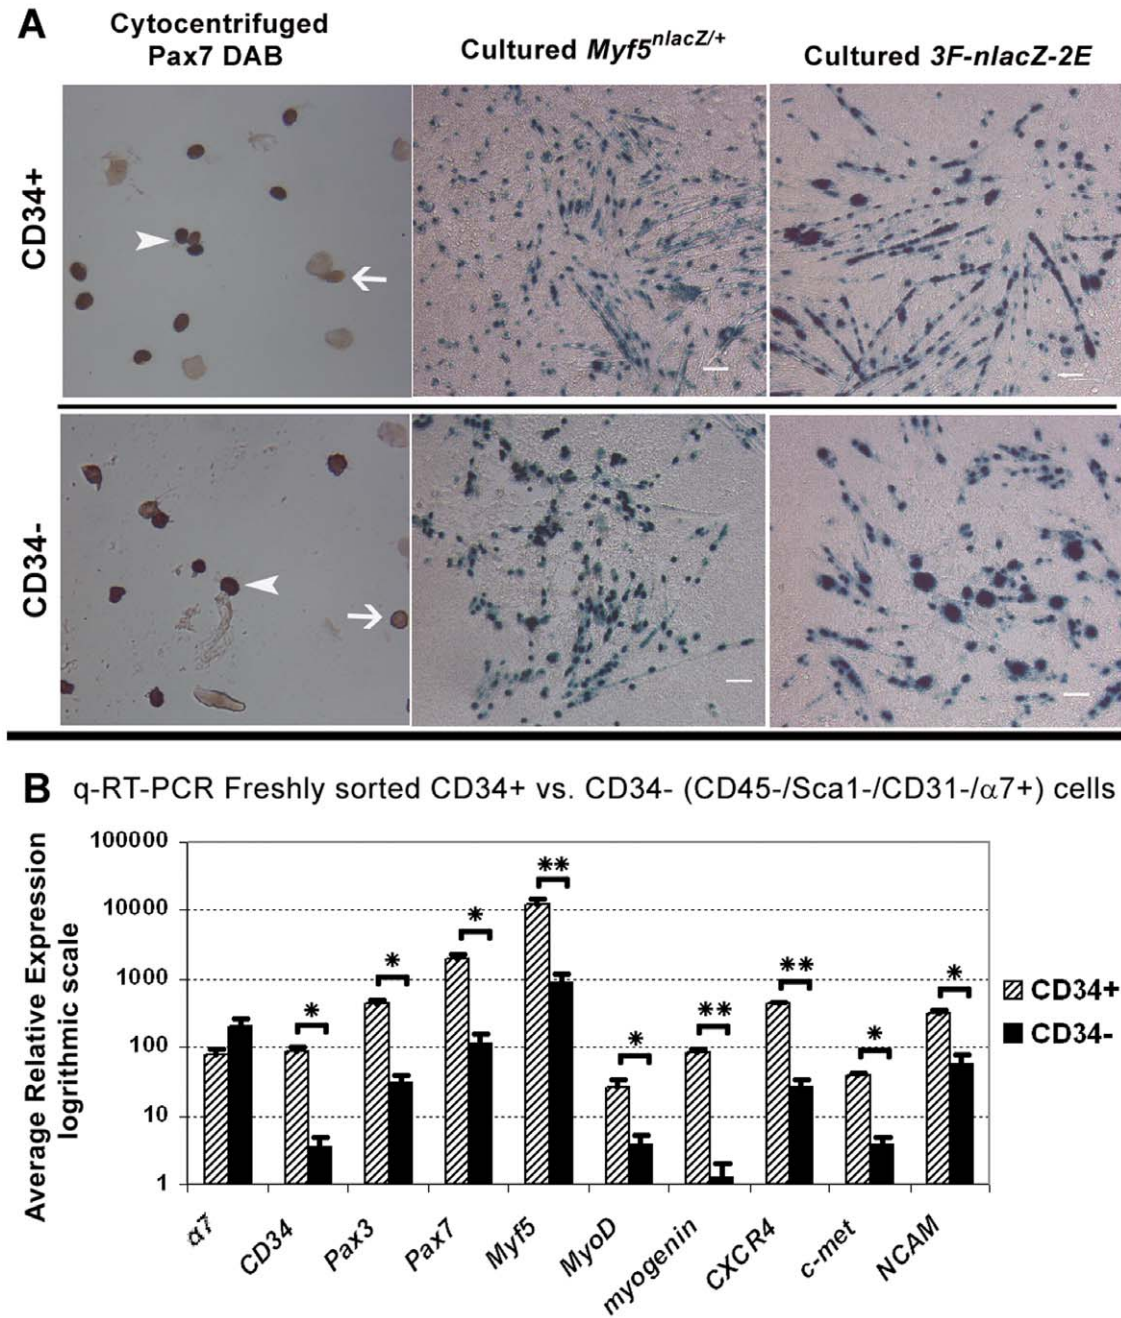 A
Cytocentrifuged
Pax7 DAB
Cultured Myf5nlacZ/+
Cultured 3F-nlacZ-2E
CD34+
CD34-
B q-RT-PCR Freshly sorted CD34+ vs. CD34- (CD45-/Sca1-/CD31-/α7+) cells
Average Relative Expression
logrithmic scale
100000
10000
1000
100
10
1
*
*
*
**
*
**
**
*
*
CD34+
CD34-
α7
CD34
Pax3
Pax7
Myf5
MyoD
myogenin
CXCR4
c-met
NCAM